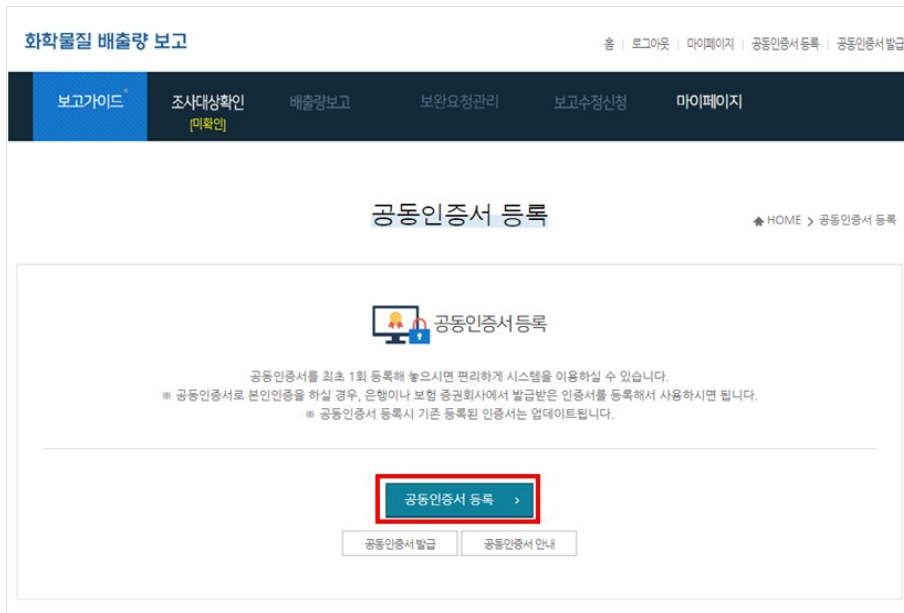 화학물질 배출량 보고
홈 | 로그아웃 | 마이페이지 | 공동인증서 등록 | 공동인증서 발급
보고가이드 조사대상확인 배출량보고 보완요청관리 보고수정신청 마이페이지
[미확인]
공동인증서 등록
HOME > 공동인증서 등록
공동인증서 등록
공동인증서를 최초 1회 등록해 놓으시면 편리하게 시스템을 이용하실 수 있습니다.
※ 공동인증서로 본인인증을 하실 경우, 은행이나 보험 증권회사에서 발급받은 인증서를 등록해서 사용하시면 됩니다.
※ 공동인증서 등록시 기존 등록된 인증서는 업데이트됩니다.
공동인증서 등록 >
공동인증서 발급 공동인증서 안내